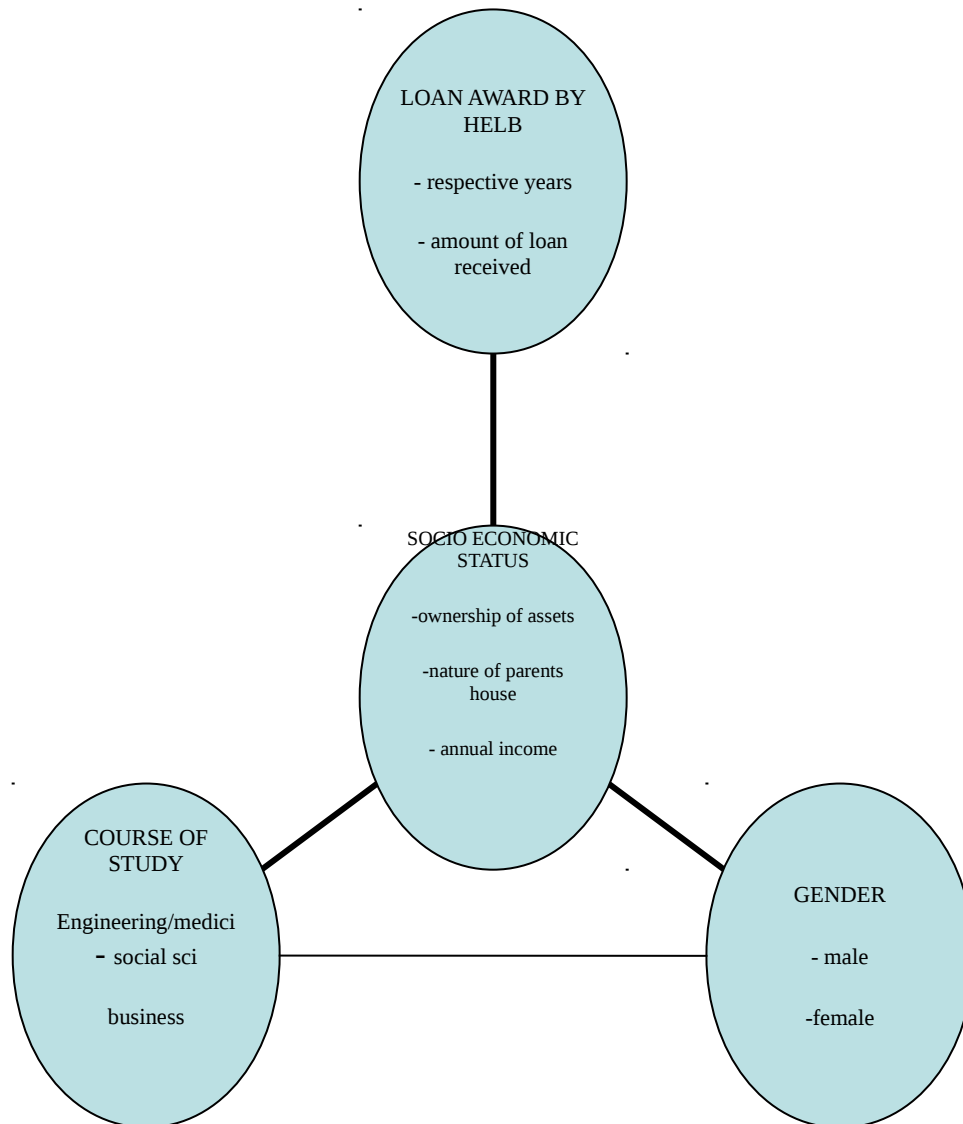 LOAN AWARD BY
HELB
- respective years
- amount of loan
received
SOCIO ECONOMIC
STATUS
-ownership of assets
-nature of parents
house
- annual income
COURSE OF
STUDY
Engineering/medici
- social sci
business
GENDER
- male
-female